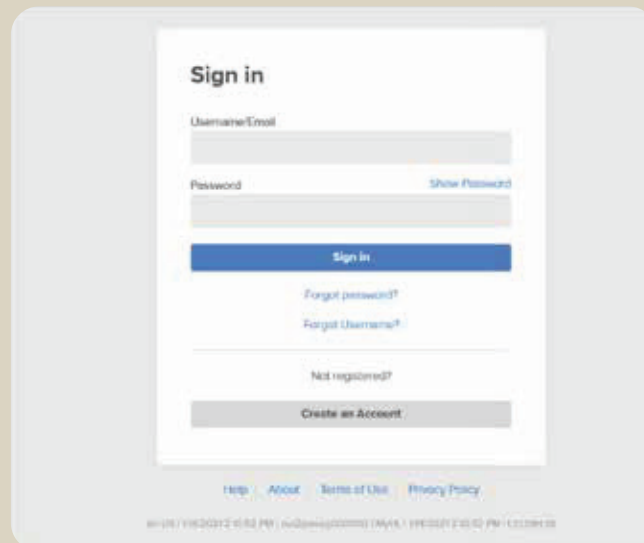 Sign in
Username/Email
Password Show Password
Sign in
Forgot password?
Forgot Username?
Not registered?
Create an Account
Help About Terms of Use Privacy Policy